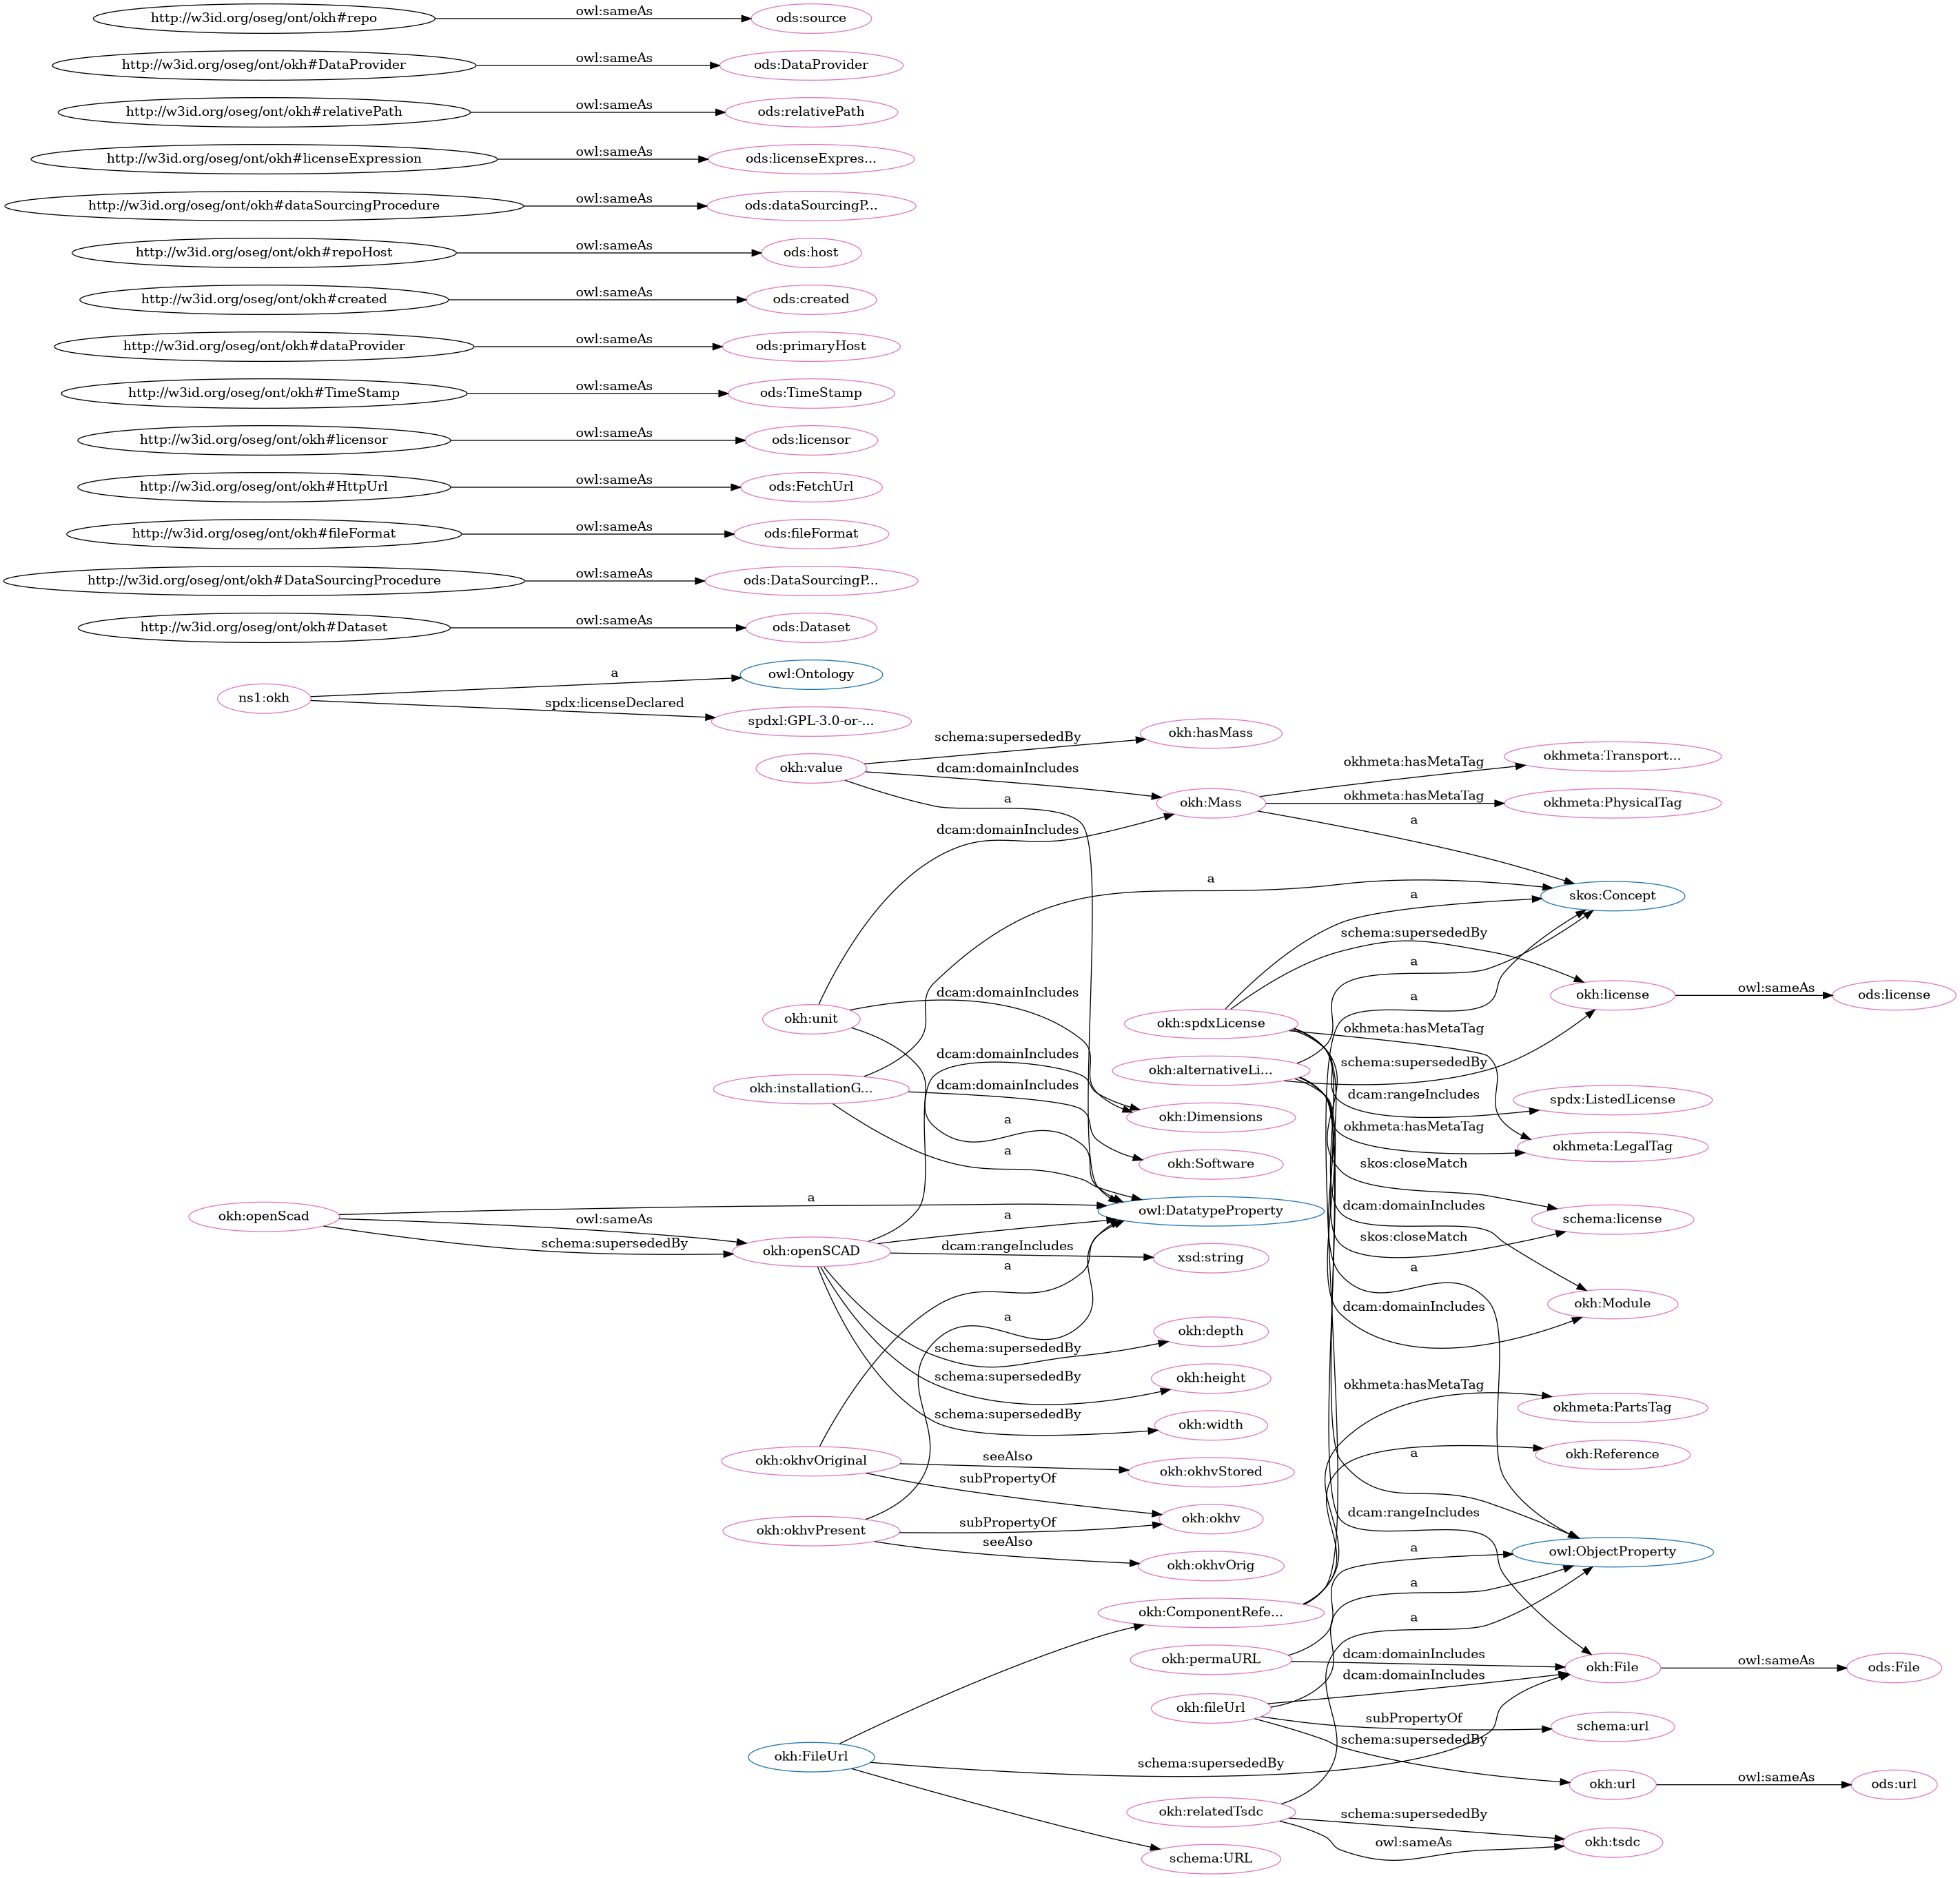 http://w3id.org/oseg/ont/okh#repo owl:sameAs ods:source
http://w3id.org/oseg/ont/okh#DataProvider owl:sameAs ods:DataProvider
http://w3id.org/oseg/ont/okh#relativePath owl:sameAs ods:relativePath
http://w3id.org/oseg/ont/okh#licenseExpression owl:sameAs ods:licenseExpres...
http://w3id.org/oseg/ont/okh#dataSourcingProcedure owl:sameAs ods:dataSourcingP...
http://w3id.org/oseg/ont/okh#repoHost owl:sameAs ods:host
http://w3id.org/oseg/ont/okh#created owl:sameAs ods:created
http://w3id.org/oseg/ont/okh#dataProvider owl:sameAs ods:primaryHost
http://w3id.org/oseg/ont/okh#TimeStamp owl:sameAs ods:TimeStamp
http://w3id.org/oseg/ont/okh#licensor owl:sameAs ods:licensor
http://w3id.org/oseg/ont/okh#HttpUrl owl:sameAs ods:FetchUrl
http://w3id.org/oseg/ont/okh#fileFormat owl:sameAs ods:fileFormat
http://w3id.org/oseg/ont/okh#DataSourcingProcedure owl:sameAs ods:DataSourcingP...
http://w3id.org/oseg/ont/okh#Dataset owl:sameAs ods:Dataset
ns1:okh
a
owl:Ontology
spdx:licenseDeclared
spdxl:GPL-3.0-or-...
okh:value
schema:supersededBy
okh:hasMass
dcam:domainIncludes
a
okh:Mass
okhmeta:hasMetaTag
okhmeta:Transport...
okhmeta:hasMetaTag
okhmeta:PhysicalTag
a
dcam:domainIncludes
a
skos:Concept
okh:unit
dcam:domainIncludes
okh:installationG...
dcam:domainIncludes
dcam:domainIncludes
a
a
okh:Dimensions
okh:Software
okh:spdxLicense
a
schema:supersededBy
a
a
okhmeta:hasMetaTag
okh:license
owl:sameAs
ods:license
okh:alternativeLi...
schema:supersededBy
dcam:rangeIncludes
spdx:ListedLicense
okhmeta:hasMetaTag
okhmeta:LegalTag
skos:closeMatch
dcam:domainIncludes
schema:license
skos:closeMatch
a
okh:Module
dcam:domainIncludes
okh:openScad
a
owl:sameAs
schema:supersededBy
okh:openSCAD
a
owl:DatatypeProperty
dcam:rangeIncludes
xsd:string
a
a
okh:depth
schema:supersededBy
schema:supersededBy
okh:height
schema:supersededBy
okh:width
okh:okhvOriginal
seeAlso
okh:okhvStored
subPropertyOf
okh:okhv
okh:okhvPresent
subPropertyOf
seeAlso
okh:okhvOrig
okhmeta:hasMetaTag
okhmeta:PartsTag
a
okh:Reference
dcam:rangeIncludes
a
owl:ObjectProperty
a
a
okh:ComponentRefe...
okh:permaURL
dcam:domainIncludes
okh:File
owl:sameAs
ods:File
dcam:domainIncludes
okh:fileUrl
subPropertyOf
schema:url
schema:supersededBy
okh:FileUrl
schema:supersededBy
okh:url
owl:sameAs
ods:url
okh:relatedTsdc
schema:supersededBy
owl:sameAs
okh:tsdc
schema:URL